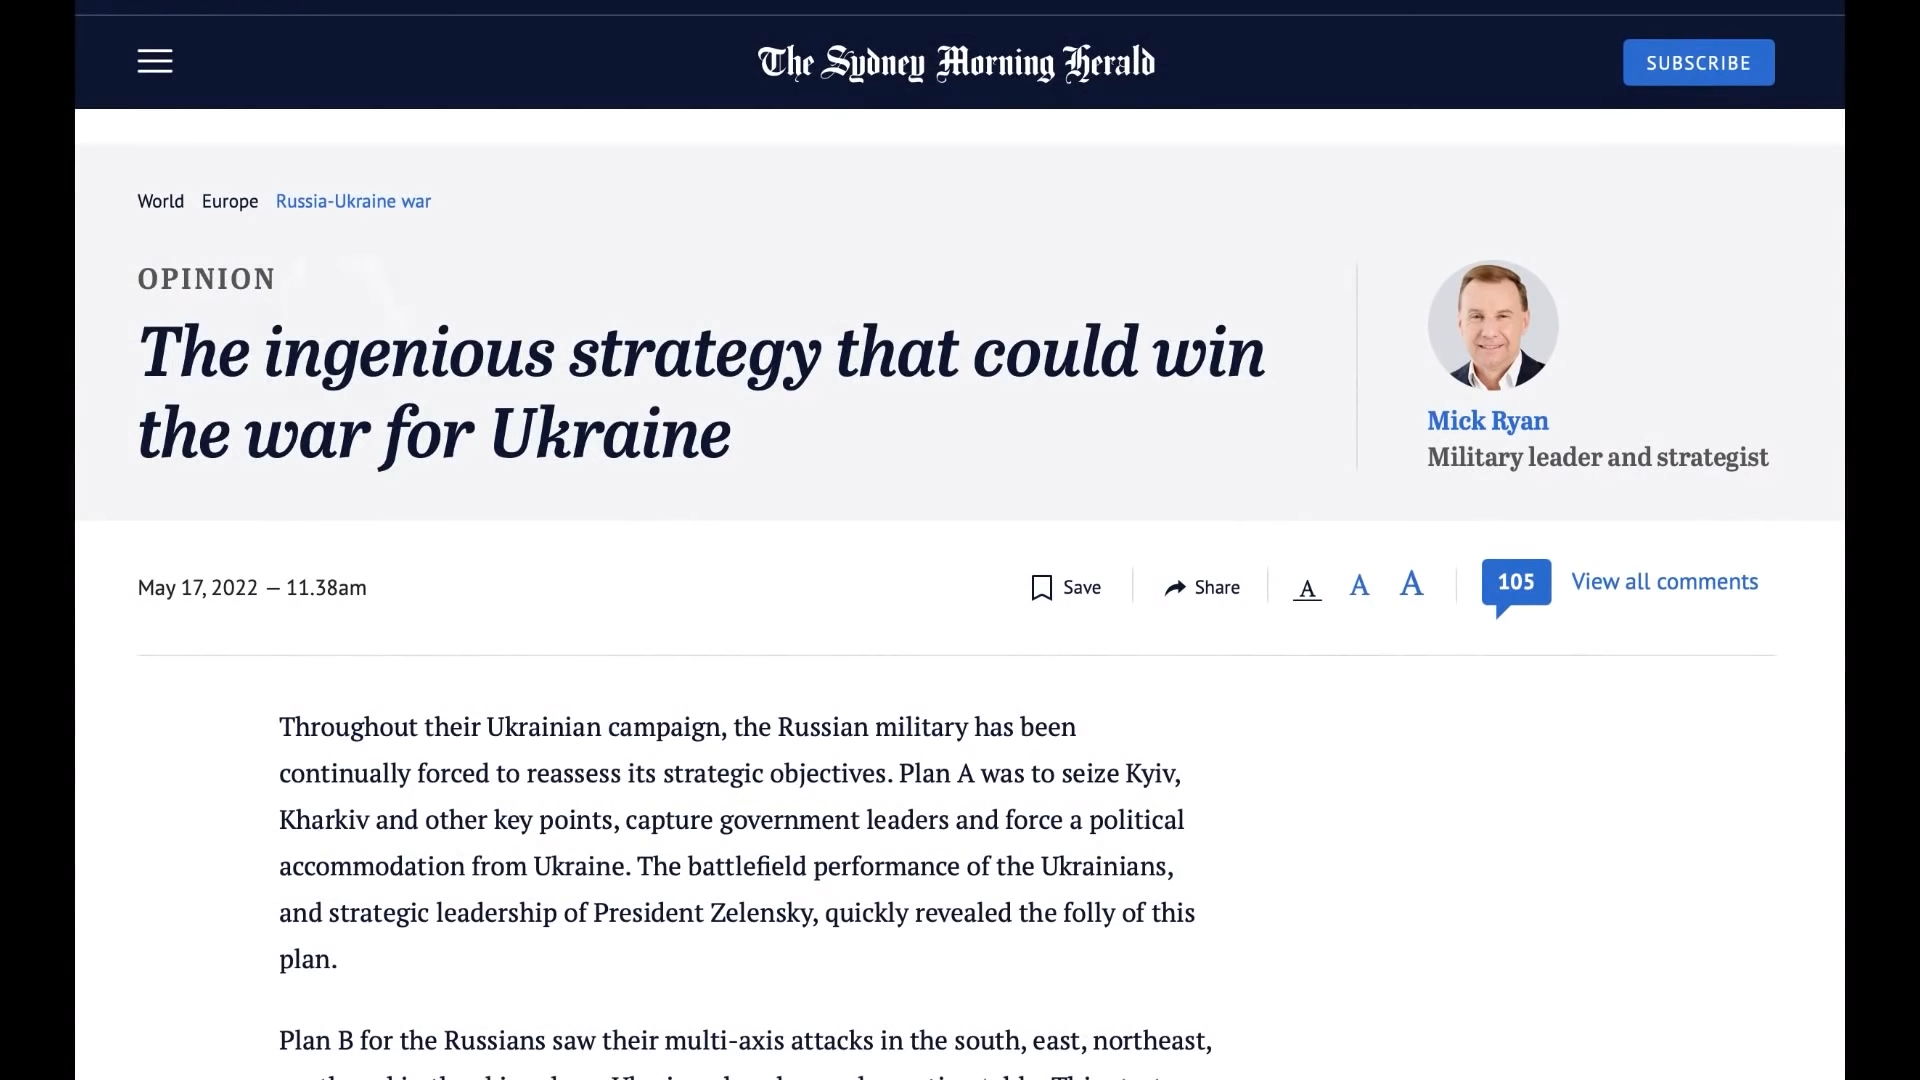 The Sydney Morning Herald
SUBSCRIBE
World Europe Russia-Ukraine war
OPINION
The ingenious strategy that could win
the war for Ukraine
Mick Ryan
Military leader and strategist
May 17, 2022 — 11.38am
Save
Share
A A A
105
View all comments
Throughout their Ukrainian campaign, the Russian military has been
continually forced to reassess its strategic objectives. Plan A was to seize Kyiv,
Kharkiv and other key points, capture government leaders and force a political
accommodation from Ukraine. The battlefield performance of the Ukrainians,
and strategic leadership of President Zelensky, quickly revealed the folly of this
plan.
Plan B for the Russians saw their multi-axis attacks in the south, east, northeast,